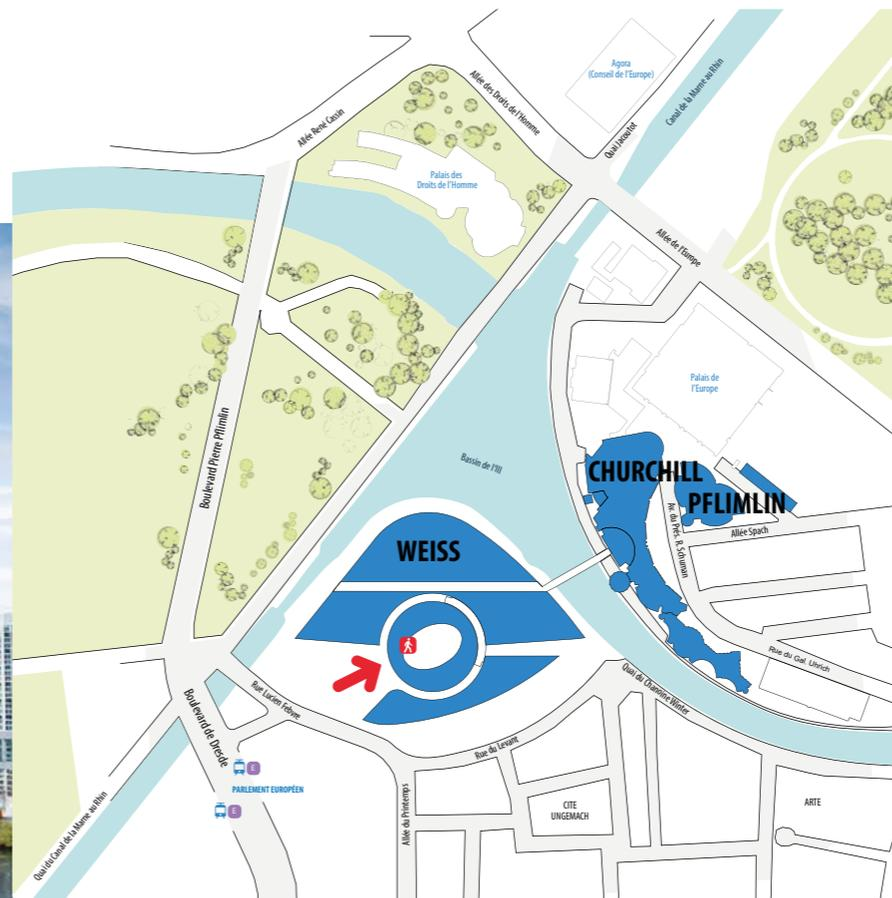 Agora
(Conseil de l'Europe)
Canal de la Marne au Rhin
Allée des Droits de l'Homme
Quai Jacoutot
Allée René Cassin
Palais des
Droits de l'Homme
Allée de l'Europe
Palais de
l'Europe
Boulevard Pierre Pflimlin
Bassin de l'Ill
CHURCHILL
PFLIMLIN
Allée Spach
Av. du Prés. R. Schuman
WEISS
Rue du Gal. Uhrich
Quai du Chanoine Winter
Rue Lucien Febvre
Boulevard de Dresde
Rue du Levant
E
PARLEMENT EUROPÉEN
E
Allée du Printemps
CITE
UNGEMACH
ARTE
Quai du Canal de la Marne au Rhin